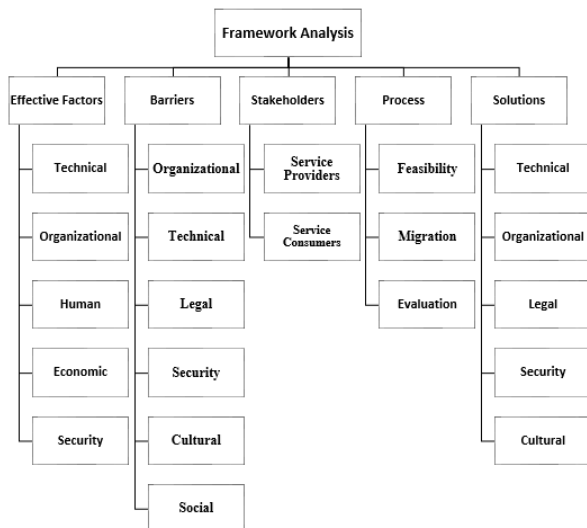 Framework Analysis
Effective Factors
Barriers
Stakeholders
Process
Solutions
Technical
Organizational
Human
Economic
Security
Organizational
Technical
Legal
Security
Cultural
Social
Service
Providers
Service
Consumers
Feasibility
Migration
Evaluation
Technical
Organizational
Legal
Security
Cultural